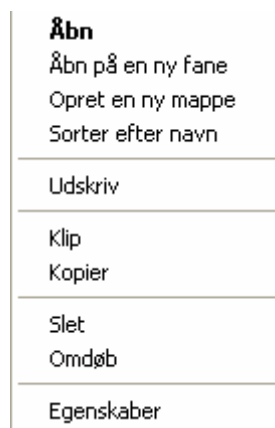 Åbn
Åbn på en ny fane
Opret en ny mappe
Sorter efter navn
Udskriv
Klip
Kopier
Slet
Omdøb
Egenskaber